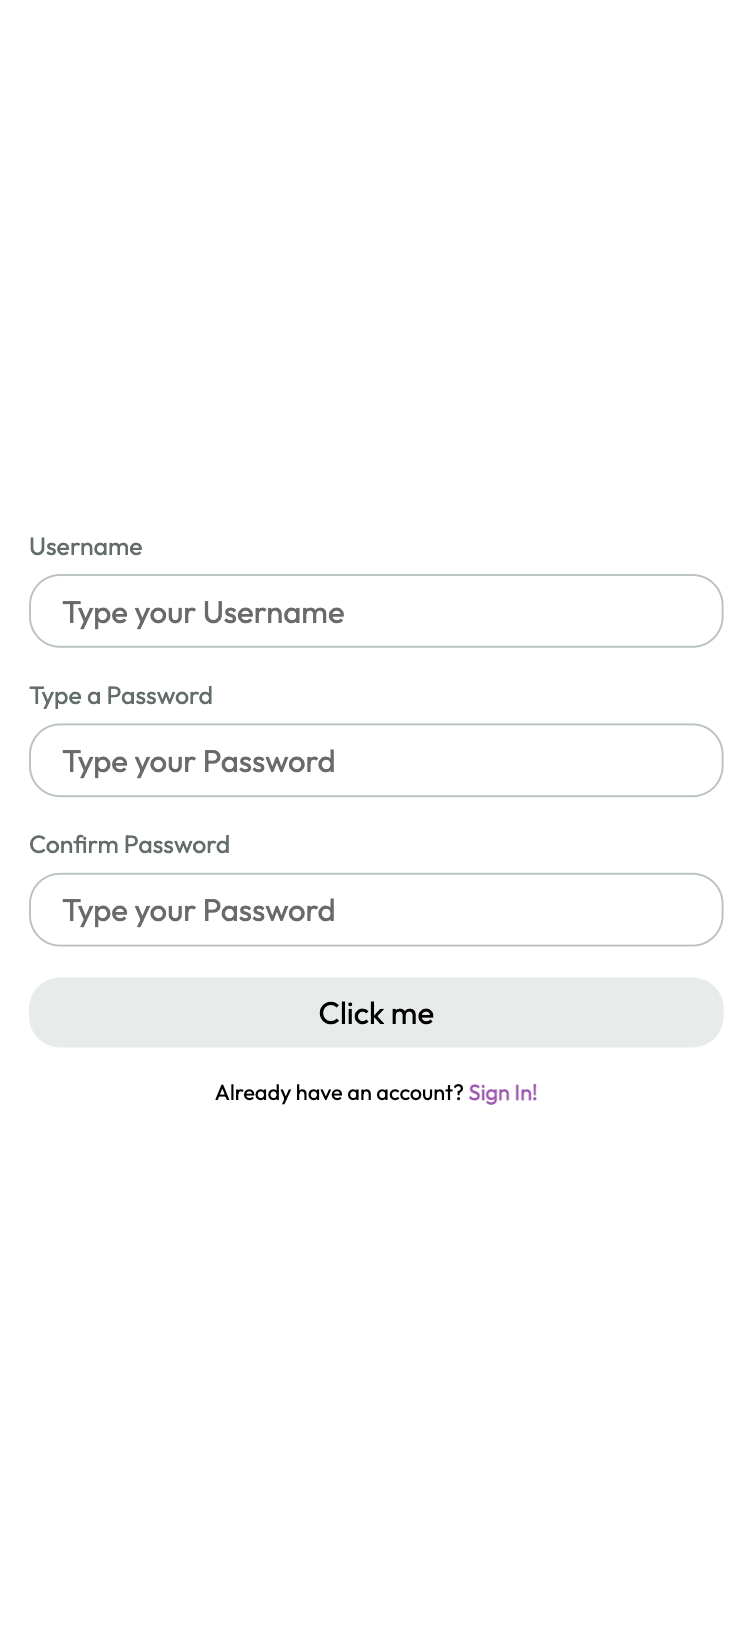 Username
Type your Username
Type a Password
Type your Password
Confirm Password
Type your Password
Click me
Already have an account? Sign In!